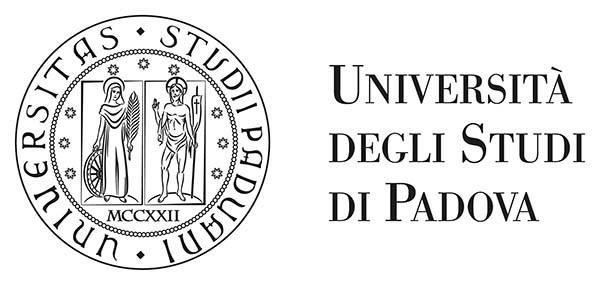 UNIVERSITAS · STUDII PADUANI ·
MCCXXII
UNIVERSITÀ
DEGLI STUDI
DI PADOVA